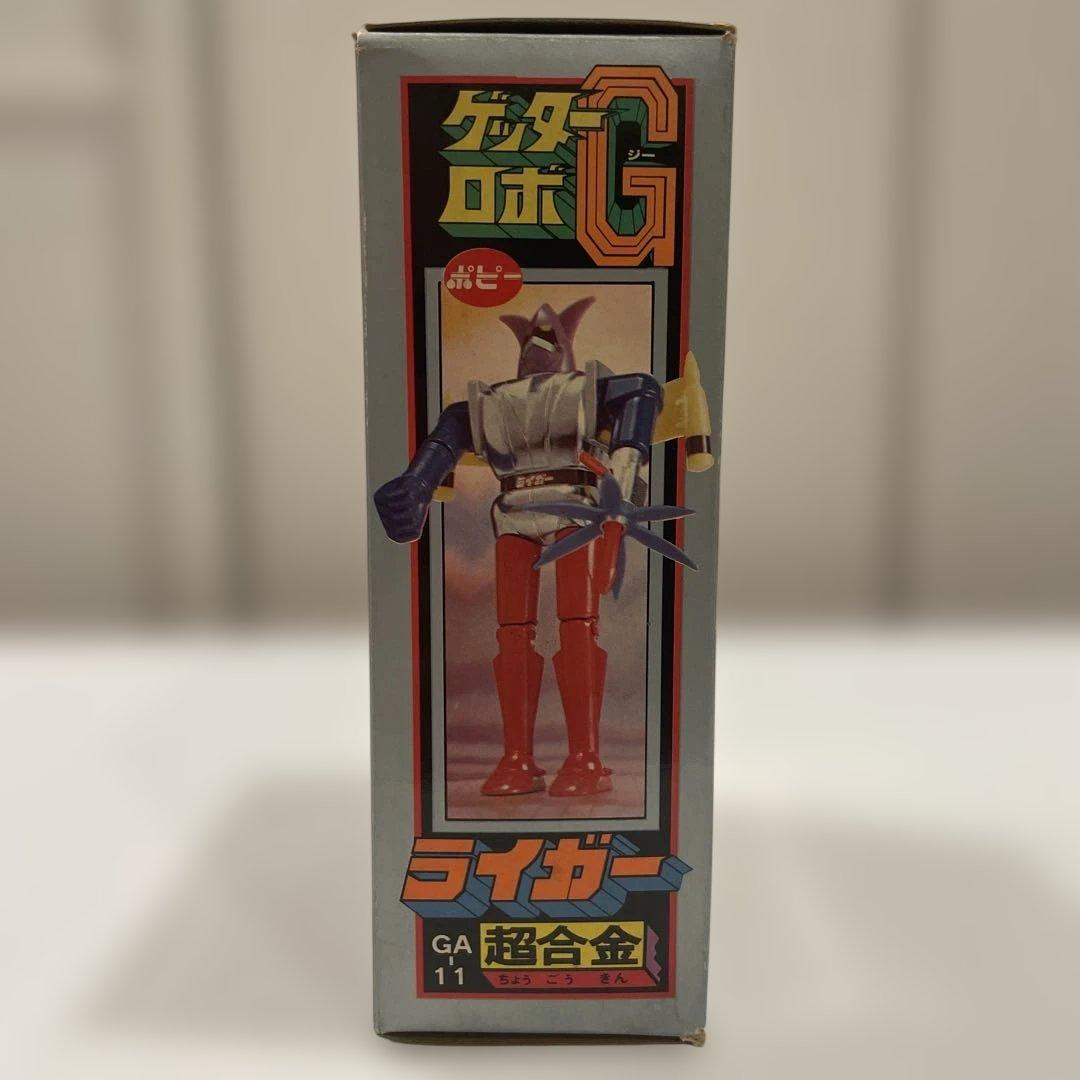 ゲッター
ロボG
ジー
ポピー
ライガー
ライガー
GA-11
超合金
ちょう ごう きん